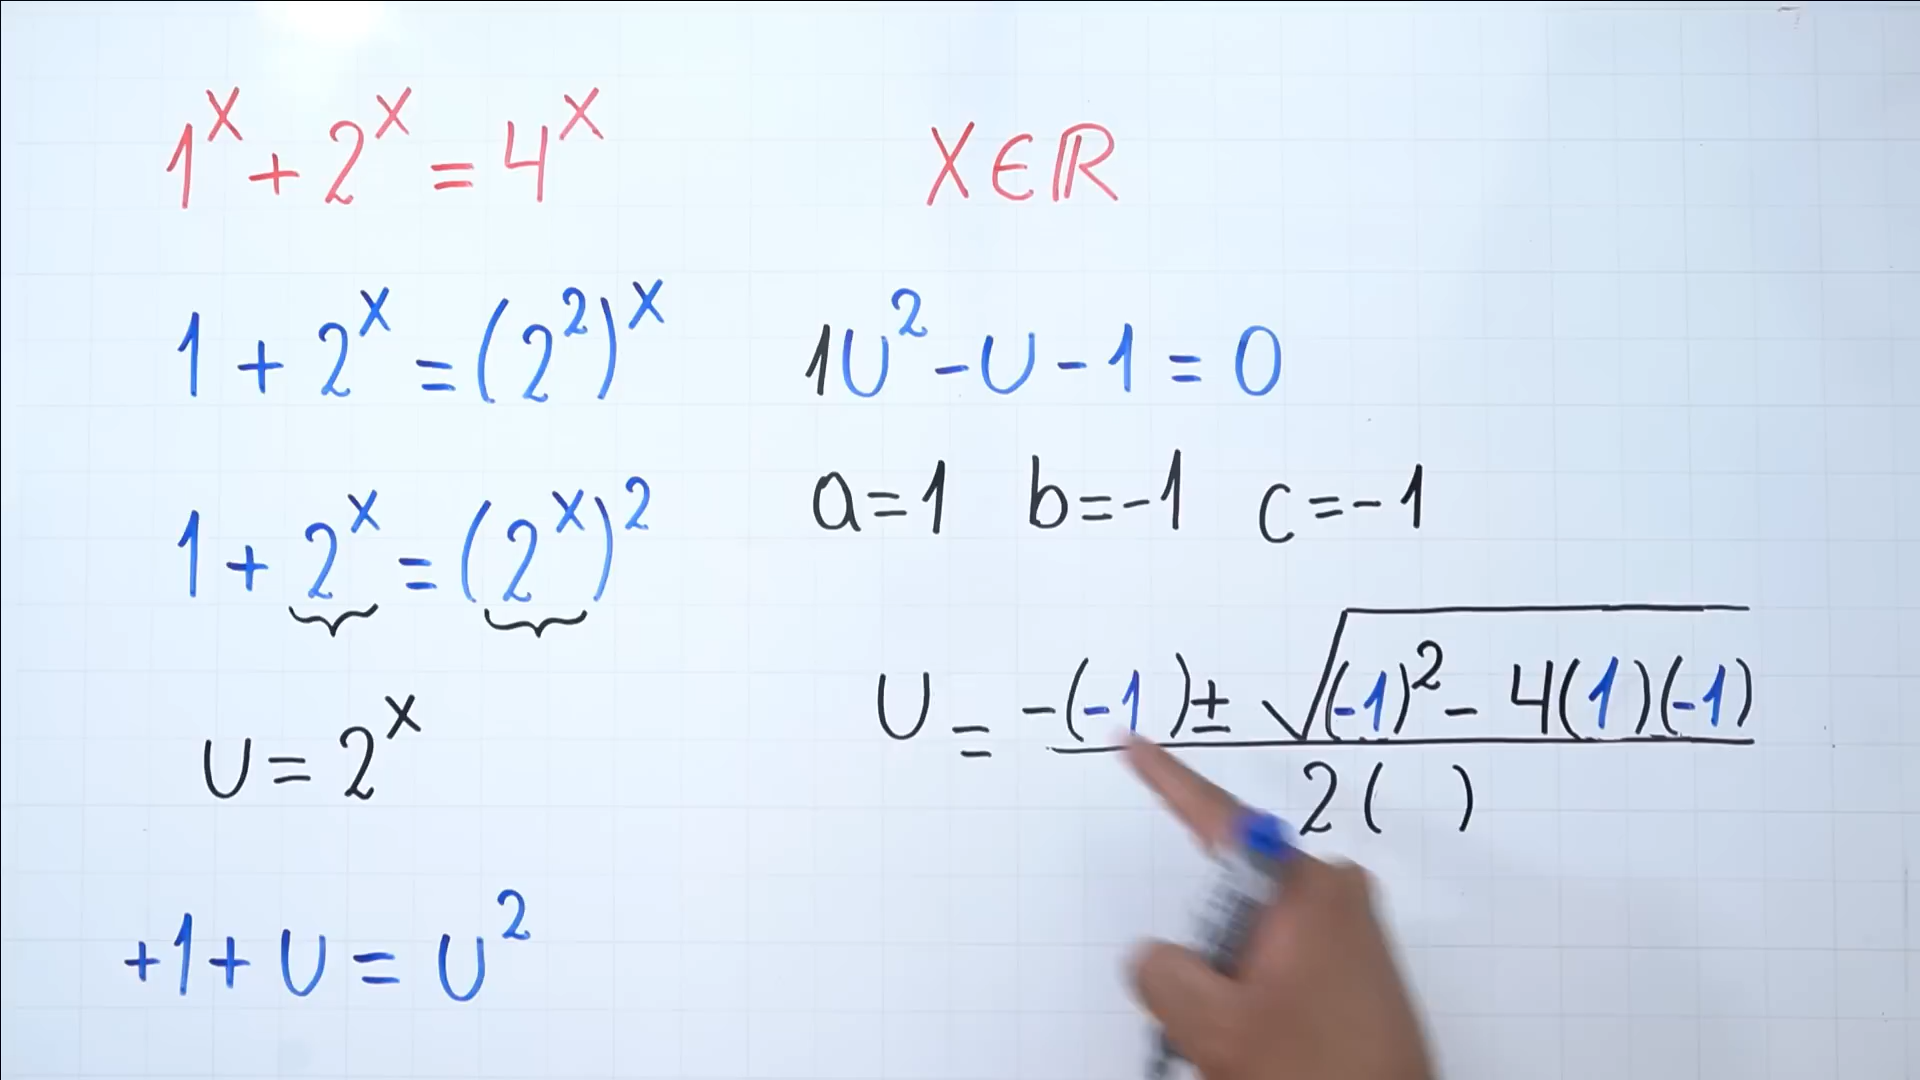 1^x + 2^x = 4^x
x ∈ ℝ
1 + 2^x = (2^2)^x
1 + 2^x = (2^x)^2
U = 2^x
+1 + U = U^2
1U^2 - U - 1 = 0
a = 1 b = -1 c = -1
U = (-(-1) ± √((-1)^2 - 4(1)(-1))) / 2( )